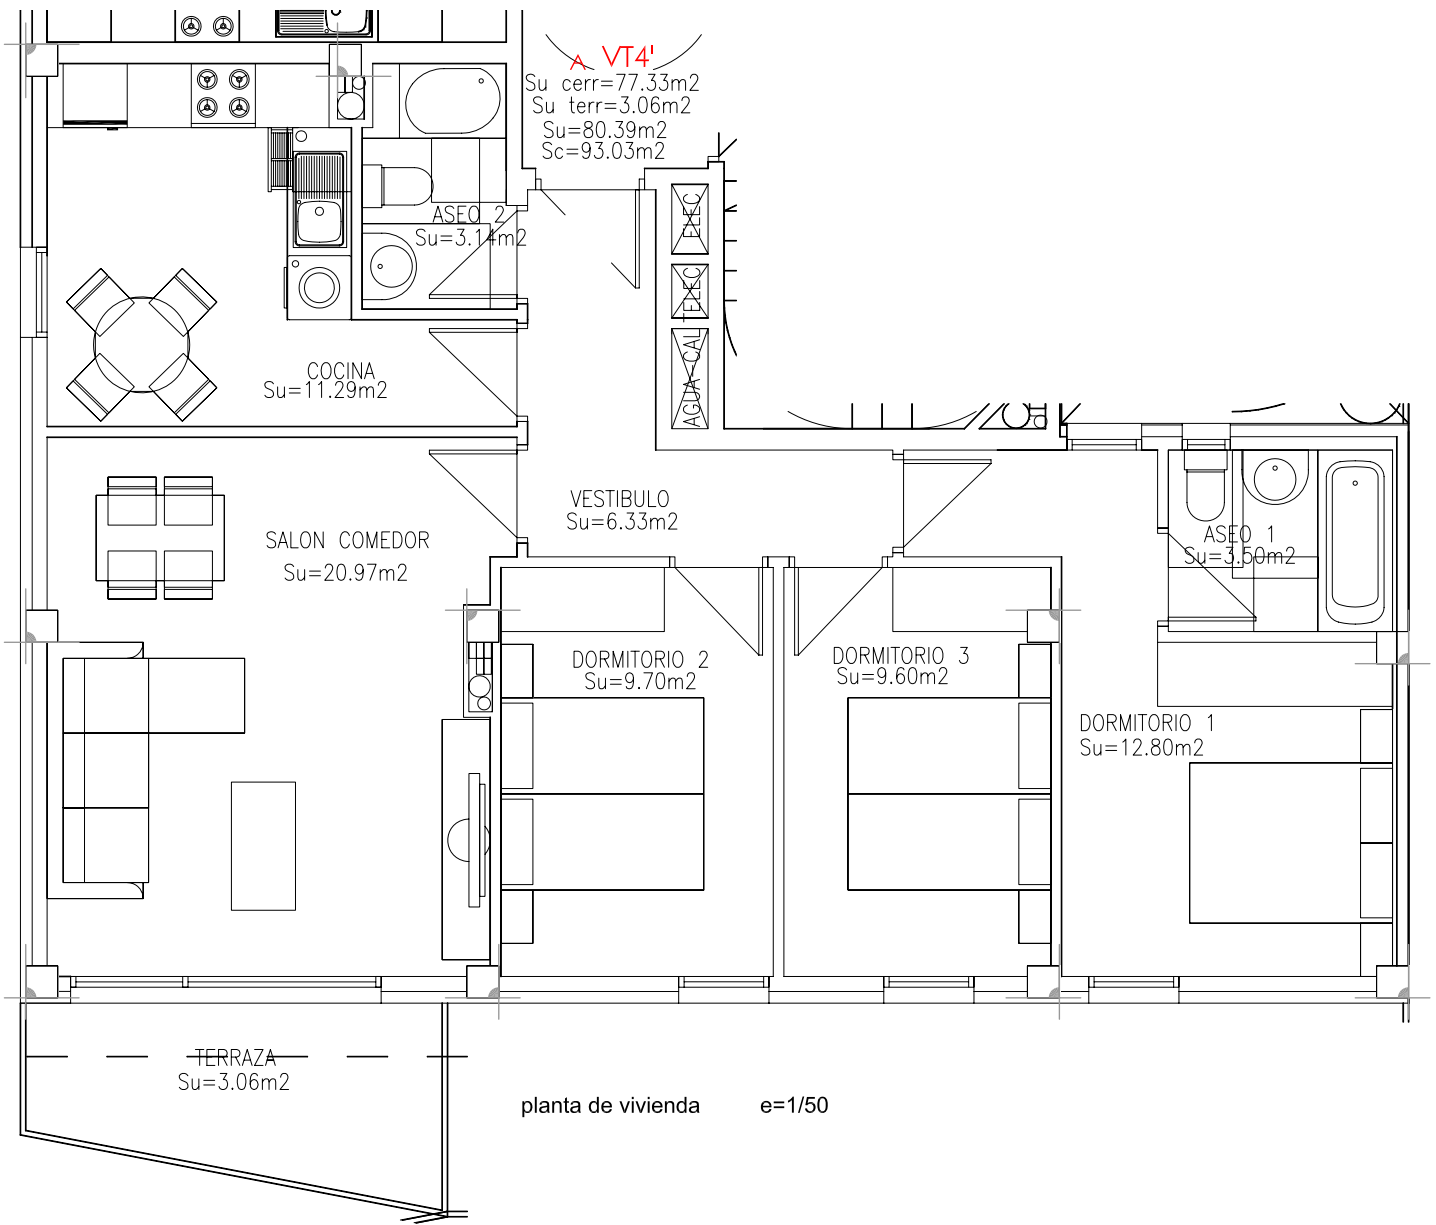 A VT4'
Su cerr=77.33m2
Su terr=3.06m2
Su=80.39m2
Sc=93.03m2
ELEC
TELEC
AGUA-CAL
ASEO 2
Su=3.14m2
COCINA
Su=11.29m2
VESTIBULO
Su=6.33m2
SALON COMEDOR
Su=20.97m2
ASEO 1
Su=3.50m2
DORMITORIO 2
Su=9.70m2
DORMITORIO 3
Su=9.60m2
DORMITORIO 1
Su=12.80m2
TERRAZA
Su=3.06m2
planta de vivienda e=1/50